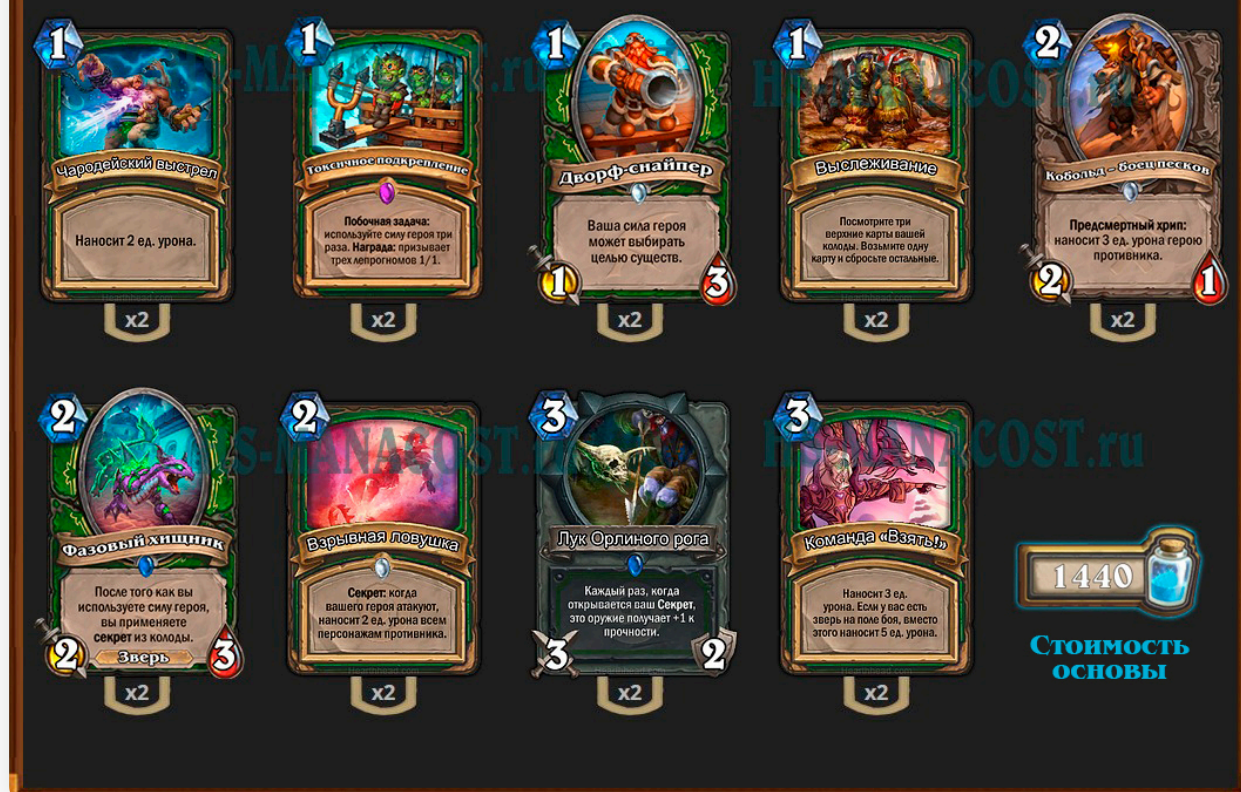 1
Чародейский выстрел
Наносит 2 ед. урона.
x2
1
Токсичное подкрепление
Побочная задача:
используйте силу героя три
раза. Награда: призывает
трех лепрогномов 1/1.
x2
1
Дворф-снайпер
Ваша сила героя
может выбирать
целью существ.
1
3
x2
1
Выслеживание
Посмотрите три
верхние карты вашей
колоды. Возьмите одну
карту и сбросьте остальные.
x2
2
Кобольд – боец песков
Предсмертный хрип:
наносит 3 ед. урона герою
противника.
2
1
x2
2
Фазовый хищник
После того как вы
используете силу героя,
вы применяете
секрет из колоды.
Зверь
2
3
x2
2
Взрывная ловушка
Секрет: когда
вашего героя атакуют,
наносит 2 ед. урона всем
персонажам противника.
x2
3
Лук Орлиного рога
Каждый раз, когда
открывается ваш Секрет,
это оружие получает +1 к
прочности.
3
2
x2
3
Команда «Взять!»
Наносит 3 ед.
урона. Если у вас есть
зверь на поле боя, вместо
этого наносит 5 ед. урона.
x2
1440
Стоимость
основы
HS-MANACOST.ru